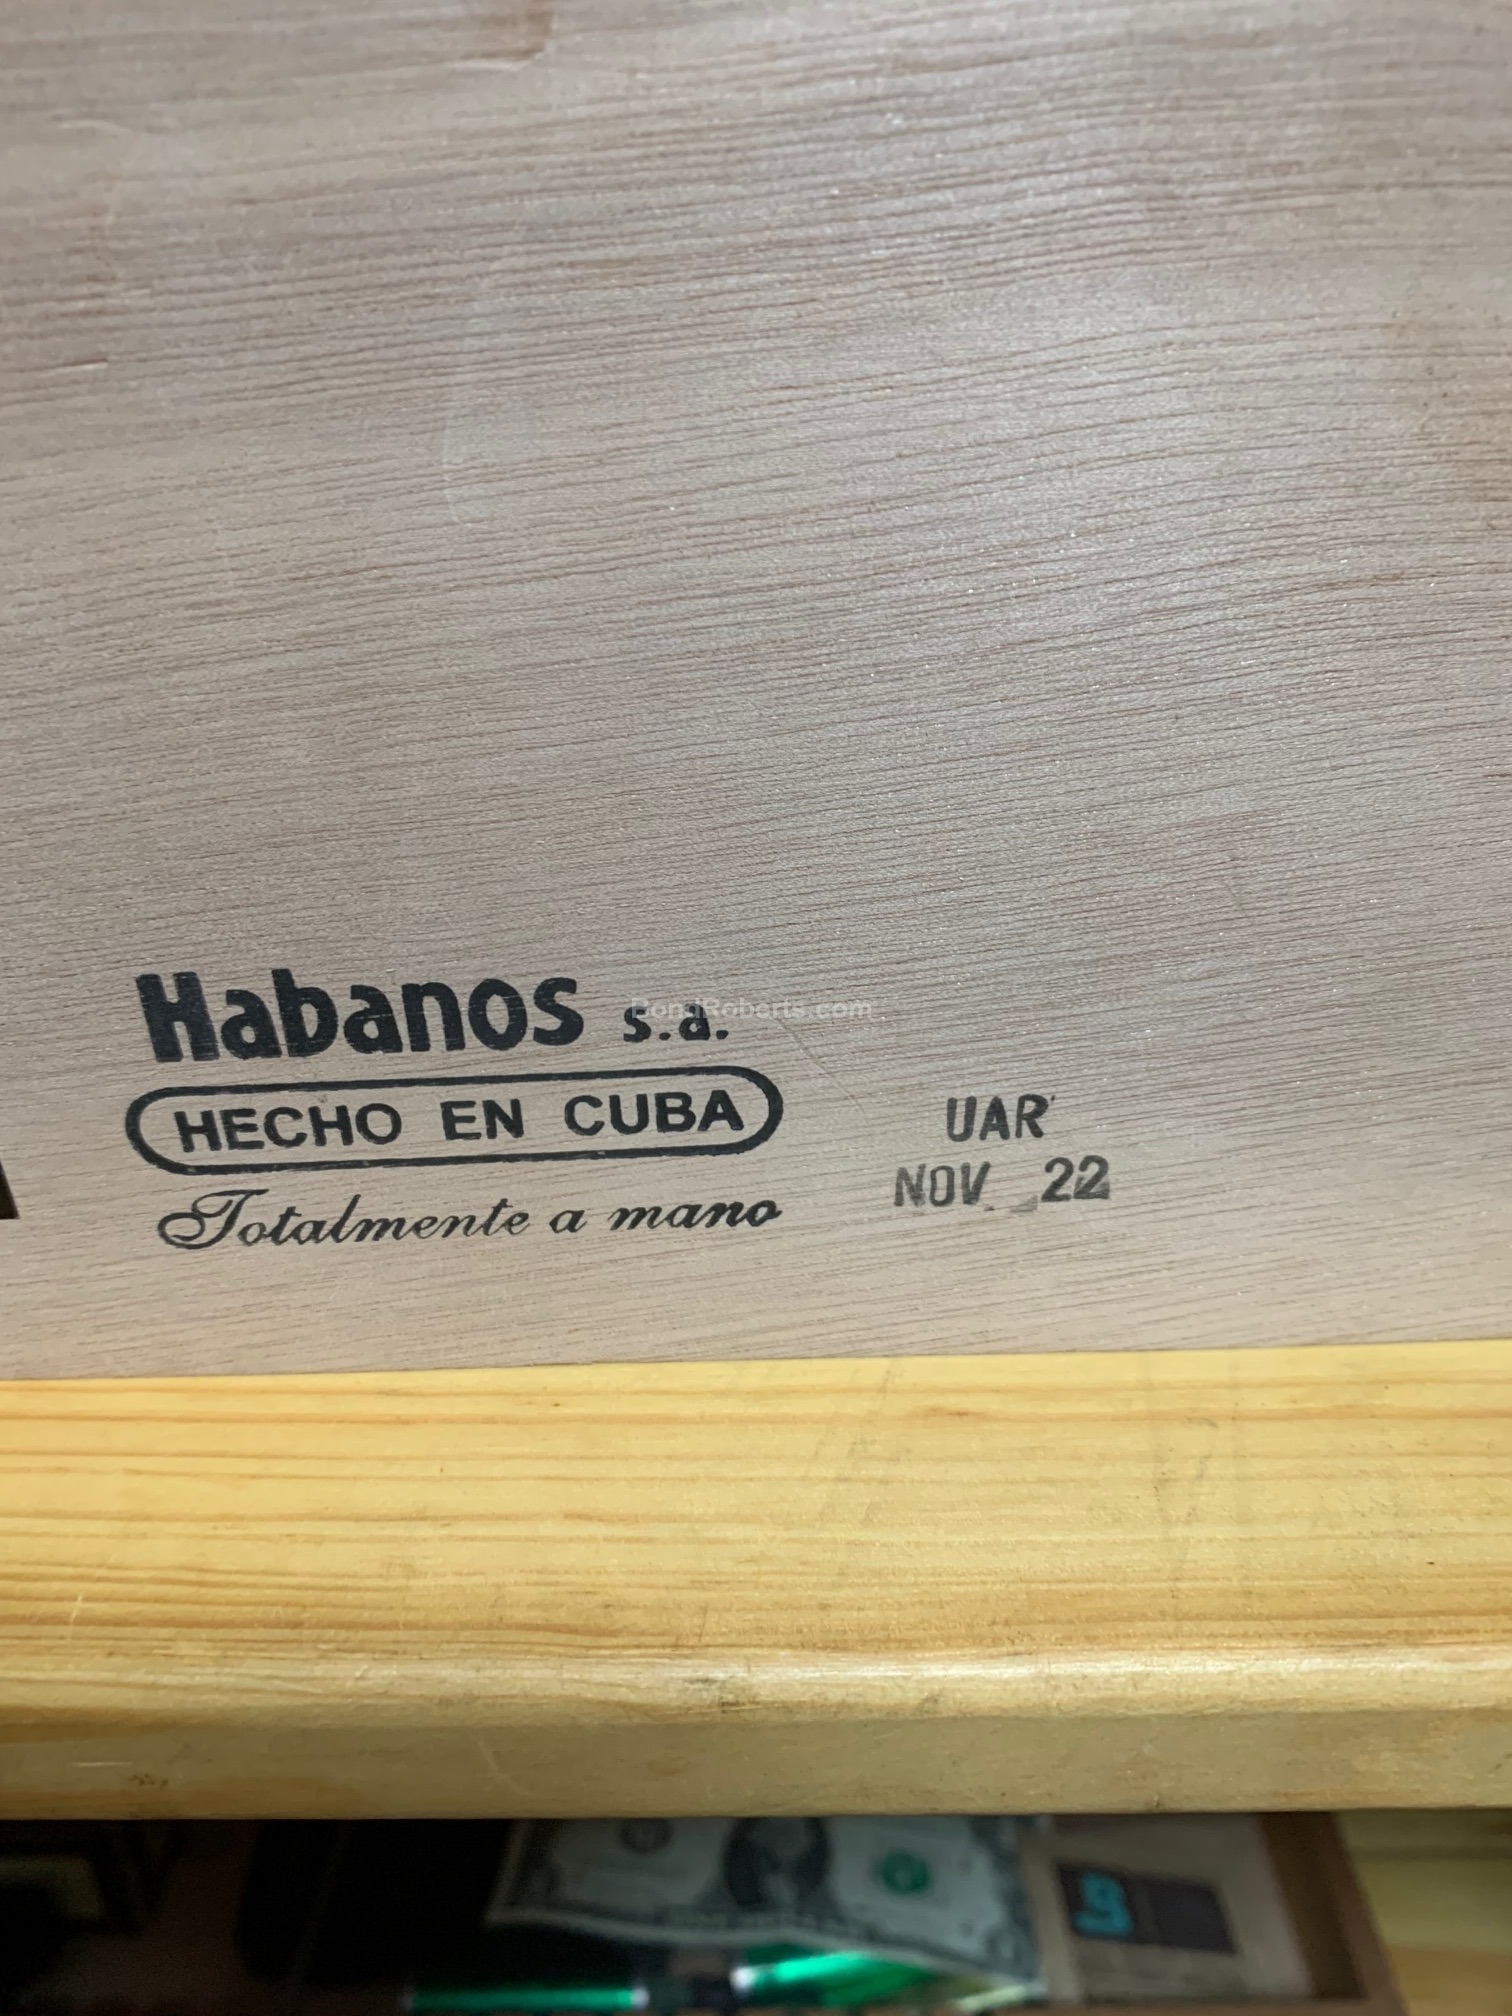 Habanos s.a.
BondRoberts.com
HECHO EN CUBA
Totalmente a mano
UAR
NOV. 22